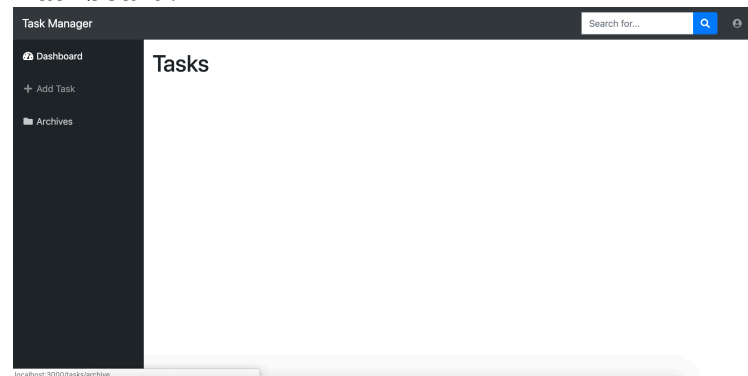 Task Manager
Search for...
Dashboard
Tasks
Add Task
Archives
localhost:3000/tasks/archive